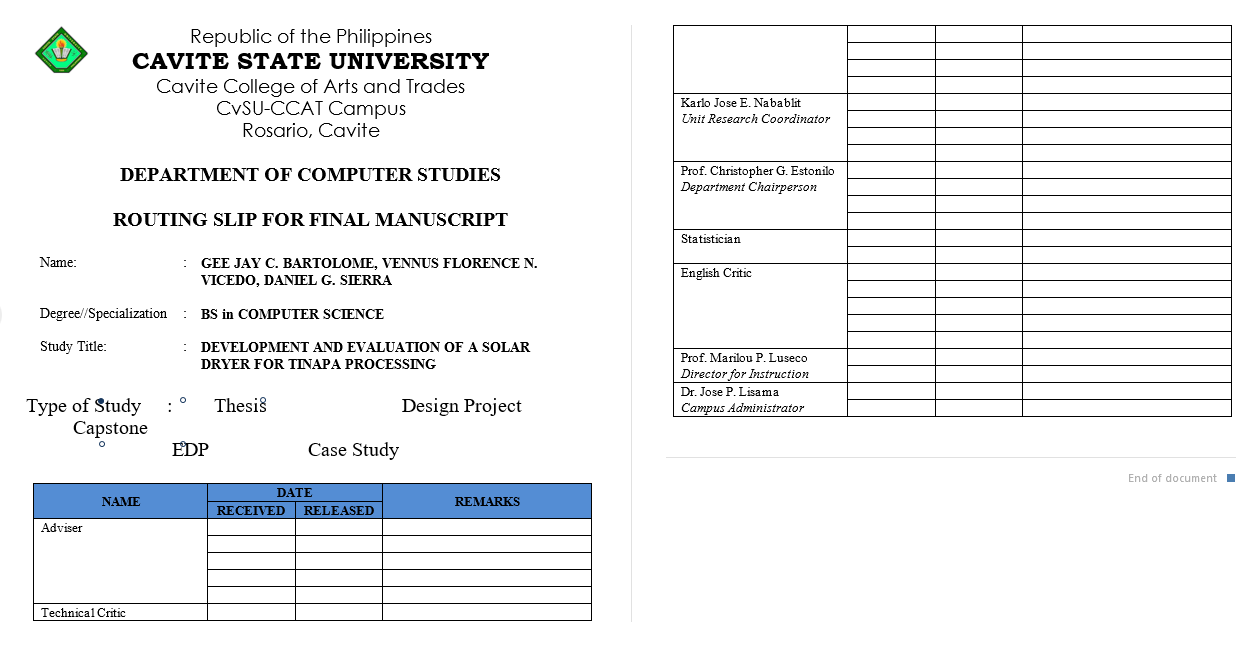 Republic of the Philippines
CAVITE STATE UNIVERSITY
Cavite College of Arts and Trades
CvSU-CCAT Campus
Rosario, Cavite
DEPARTMENT OF COMPUTER STUDIES
ROUTING SLIP FOR FINAL MANUSCRIPT
Name: : GEE JAY C. BARTOLOME, VENNUS FLORENCE N.
VICEDO, DANIEL G. SIERRA
Degree//Specialization : BS in COMPUTER SCIENCE
Study Title: : DEVELOPMENT AND EVALUATION OF A SOLAR
DRYER FOR TINAPA PROCESSING
Type of Study : Thesis Design Project
Capstone
EDP Case Study
NAME DATE REMARKS
RECEIVED RELEASED
Adviser
Technical Critic
Karlo Jose E. Nabablit
Unit Research Coordinator
Prof. Christopher G. Estonilo
Department Chairperson
Statistician
English Critic
Prof. Marilou P. Luseco
Director for Instruction
Dr. Jose P. Lisama
Campus Administrator
End of document